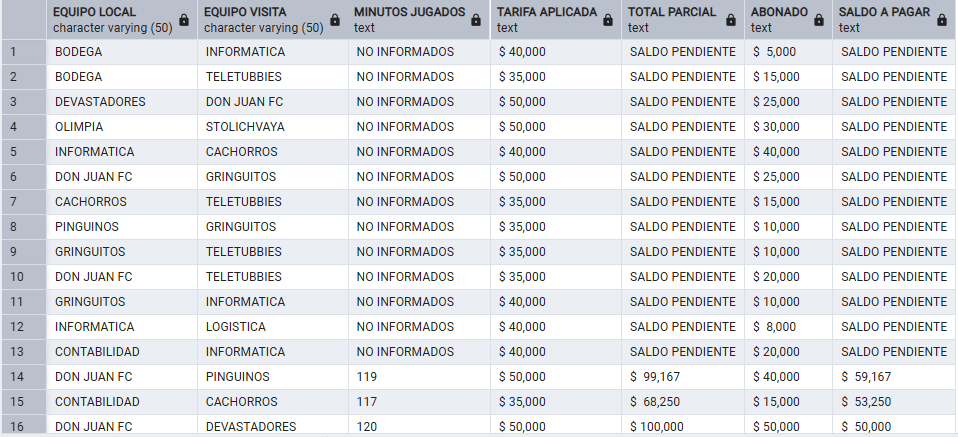 EQUIPO LOCAL EQUIPO VISITA MINUTOS JUGADOS TARIFA APLICADA TOTAL PARCIAL ABONADO SALDO A PAGAR
character varying (50) character varying (50) text text text text text
1 BODEGA INFORMATICA NO INFORMADOS $ 40,000 SALDO PENDIENTE $ 5,000 SALDO PENDIENTE
2 BODEGA TELETUBBIES NO INFORMADOS $ 35,000 SALDO PENDIENTE $ 15,000 SALDO PENDIENTE
3 DEVASTADORES DON JUAN FC NO INFORMADOS $ 50,000 SALDO PENDIENTE $ 25,000 SALDO PENDIENTE
4 OLIMPIA STOLICHVAYA NO INFORMADOS $ 50,000 SALDO PENDIENTE $ 30,000 SALDO PENDIENTE
5 INFORMATICA CACHORROS NO INFORMADOS $ 40,000 SALDO PENDIENTE $ 40,000 SALDO PENDIENTE
6 DON JUAN FC GRINGUITOS NO INFORMADOS $ 50,000 SALDO PENDIENTE $ 25,000 SALDO PENDIENTE
7 CACHORROS TELETUBBIES NO INFORMADOS $ 35,000 SALDO PENDIENTE $ 15,000 SALDO PENDIENTE
8 PINGUINOS GRINGUITOS NO INFORMADOS $ 35,000 SALDO PENDIENTE $ 10,000 SALDO PENDIENTE
9 GRINGUITOS TELETUBBIES NO INFORMADOS $ 35,000 SALDO PENDIENTE $ 10,000 SALDO PENDIENTE
10 DON JUAN FC TELETUBBIES NO INFORMADOS $ 35,000 SALDO PENDIENTE $ 20,000 SALDO PENDIENTE
11 GRINGUITOS INFORMATICA NO INFORMADOS $ 40,000 SALDO PENDIENTE $ 10,000 SALDO PENDIENTE
12 INFORMATICA LOGISTICA NO INFORMADOS $ 40,000 SALDO PENDIENTE $ 8,000 SALDO PENDIENTE
13 CONTABILIDAD INFORMATICA NO INFORMADOS $ 40,000 SALDO PENDIENTE $ 20,000 SALDO PENDIENTE
14 DON JUAN FC PINGUINOS 119 $ 50,000 $ 99,167 $ 40,000 $ 59,167
15 CONTABILIDAD CACHORROS 117 $ 35,000 $ 68,250 $ 15,000 $ 53,250
16 DON JUAN FC DEVASTADORES 120 $ 50,000 $ 100,000 $ 50,000 $ 50,000